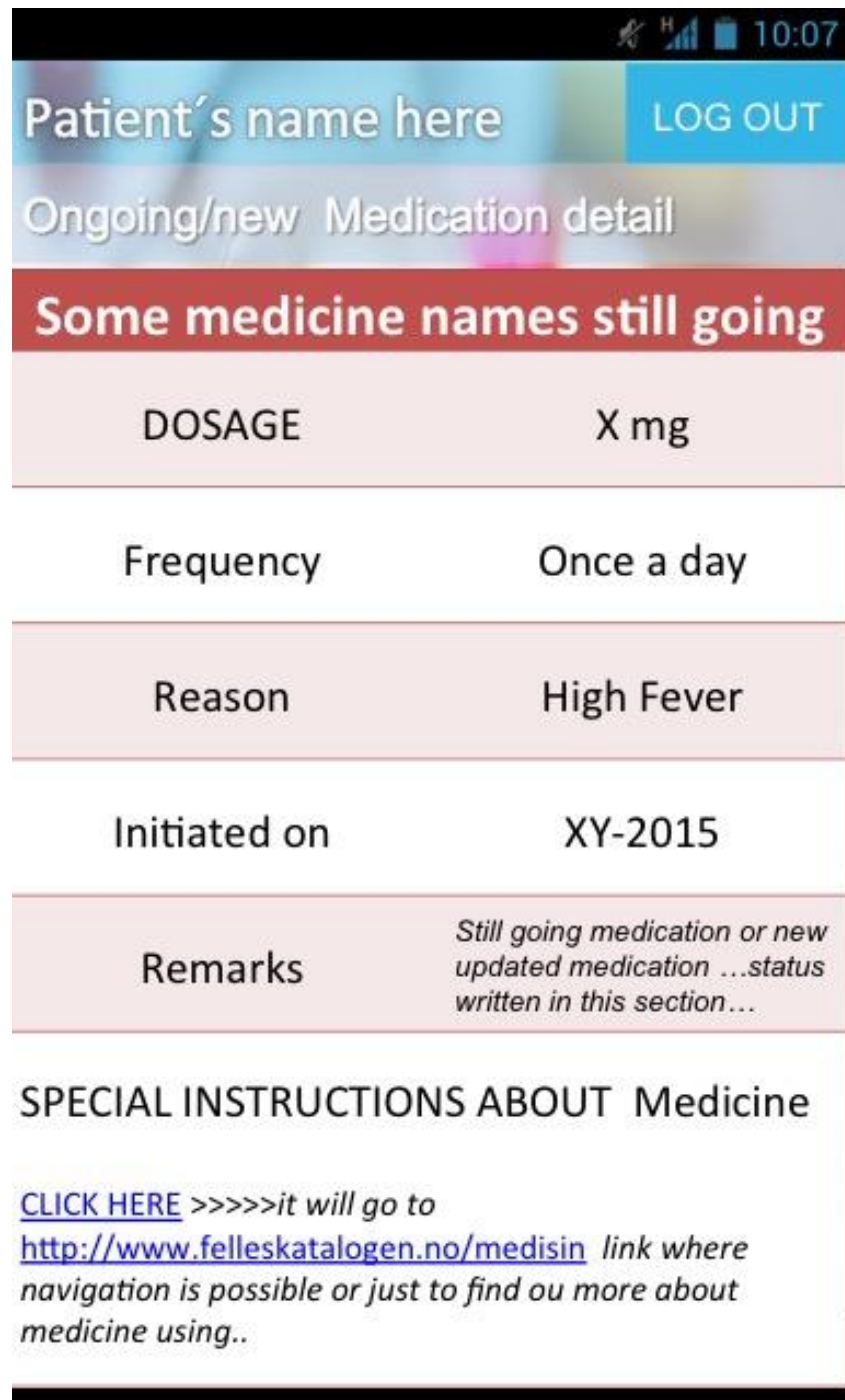 H 10:07
Patient´s name here LOG OUT
Ongoing/new Medication detail
Some medicine names still going
DOSAGE X mg
Frequency Once a day
Reason High Fever
Initiated on XY-2015
Remarks Still going medication or new
updated medication …status
written in this section…
SPECIAL INSTRUCTIONS ABOUT Medicine
CLICK HERE >>>>>it will go to
http://www.felleskatalogen.no/medisin link where
navigation is possible or just to find ou more about
medicine using..